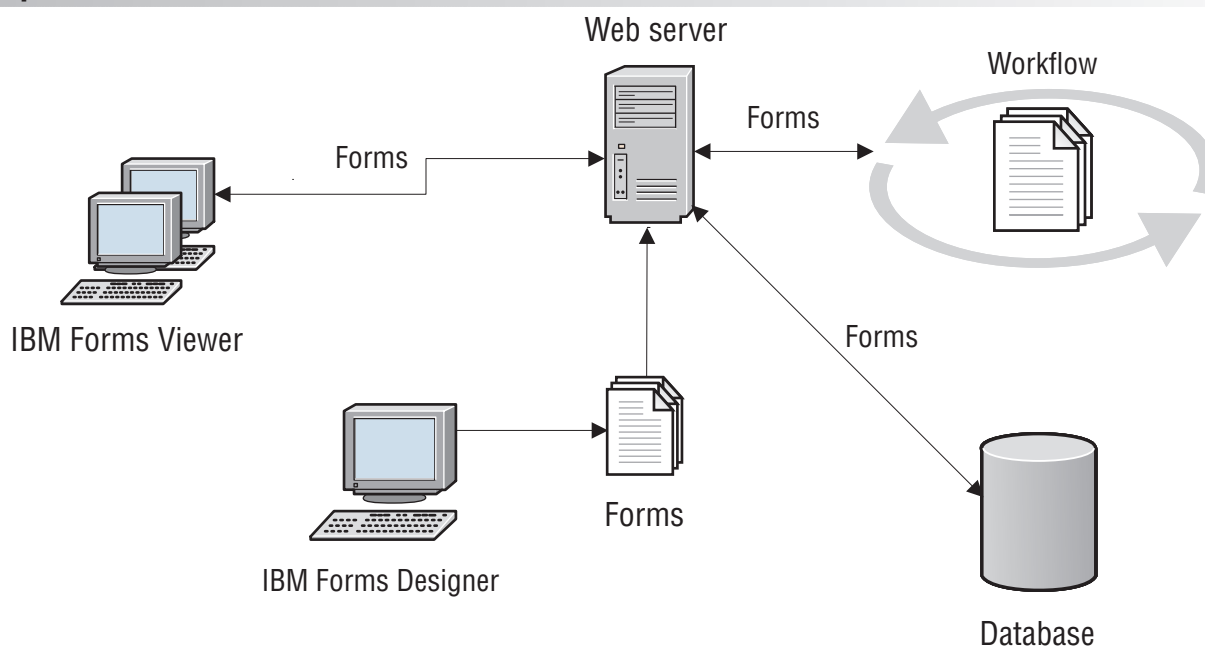 Web server
Workflow
Forms
Forms
IBM Forms Viewer
Forms
Forms
IBM Forms Designer
Database